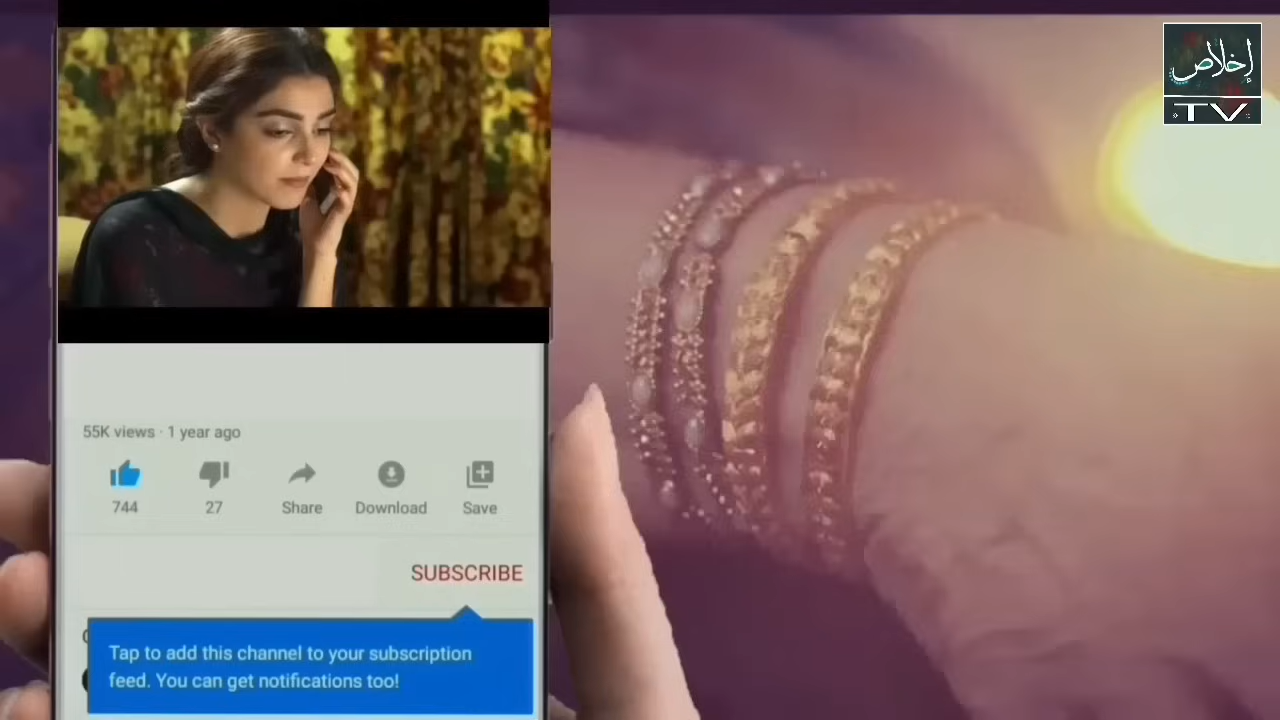 إخلاص
TV
55K views · 1 year ago
744
27
Share
Download
Save
SUBSCRIBE
Tap to add this channel to your subscription
feed. You can get notifications too!